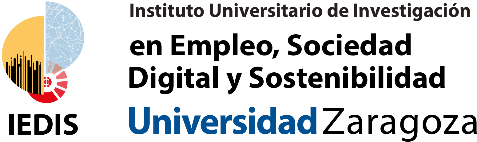 Instituto Universitario de Investigación
en Empleo, Sociedad
Digital y Sostenibilidad
IEDIS
Universidad Zaragoza